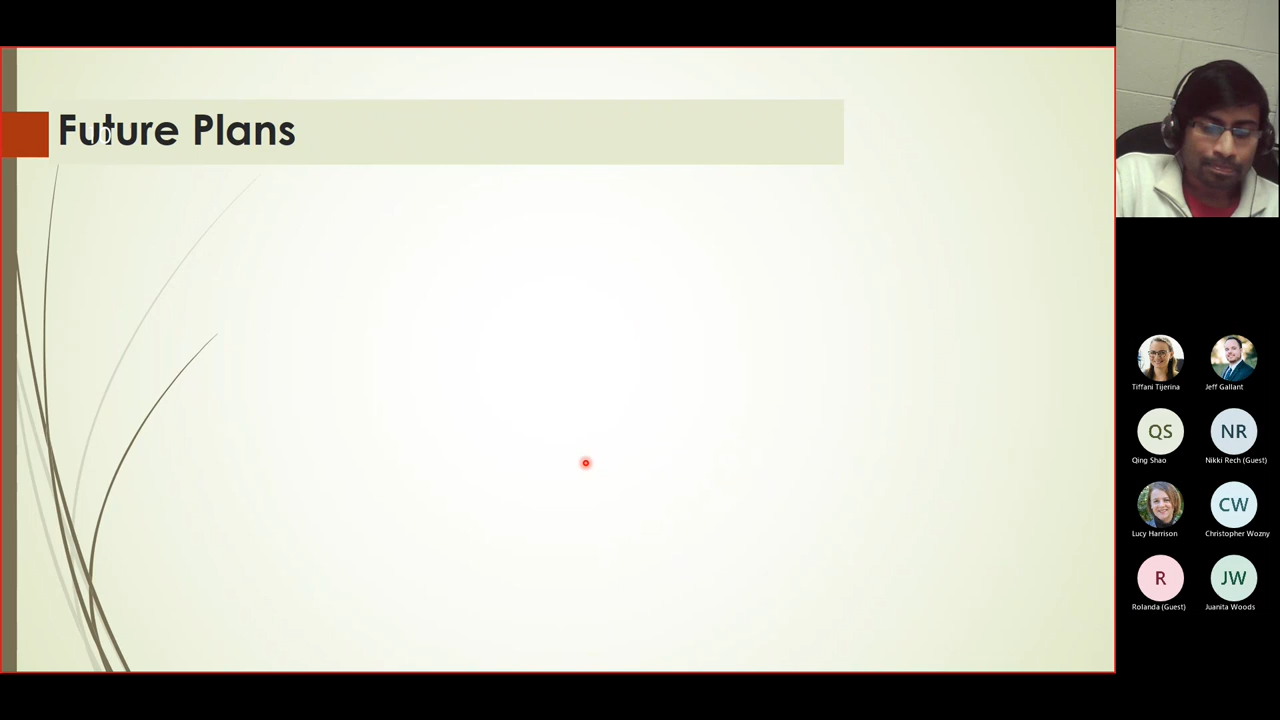 Future Plans
Tiffani Tijerina
Jeff Gallant
QS
NR
Qing Shao
Nikki Rech (Guest)
CW
Lucy Harrison
Christopher Wozny
R
JW
Rolanda (Guest)
Juanita Woods